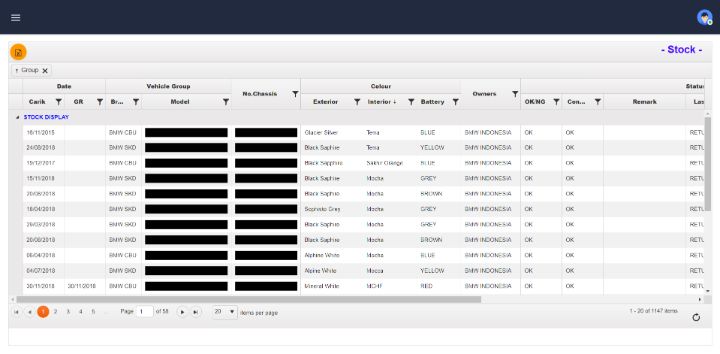 - Stock -
↑ Group ✕
Date Vehicle Group No.Chassis Colour Owners Status
Carik GR Br... Model Exterior Interior ↓ Battery OK/NG Con... Remark Las
STOCK DISPLAY
16/11/2015 BMW CBU Glacier Silver Terra BLUE BMW INDONESIA OK OK RETU
24/08/2018 BMW SKD Black Saphire Terra YELLOW BMW INDONESIA OK OK RETU
19/12/2017 BMW CBU Black Sapphire Sakhir Orange BLUE BMW INDONESIA OK OK RETU
15/11/2018 BMW SKD Black Saphire Mocha GREY BMW INDONESIA OK OK RETU
20/08/2018 BMW SKD Black Saphire Mocha BROWN BMW INDONESIA OK OK RETU
18/04/2018 BMW SKD Sophisto Grey Mocha GREY BMW INDONESIA OK OK RETU
29/03/2018 BMW SKD Black Saphire Mocha GREY BMW INDONESIA OK OK RETU
20/08/2018 BMW SKD Black Saphire Mocha BROWN BMW INDONESIA OK OK RETU
06/04/2018 BMW CBU Alphine White Mocha BLUE BMW INDONESIA OK OK RETU
04/07/2018 BMW SKD Alpine White Mocca YELLOW BMW INDONESIA OK OK RETU
30/11/2018 30/11/2018 BMW CBU Mineral White RED BMW INDONESIA OK OK RETU
1 2 3 4 5 ... Page 1 of 58 20 items per page 1 - 20 of 1147 items